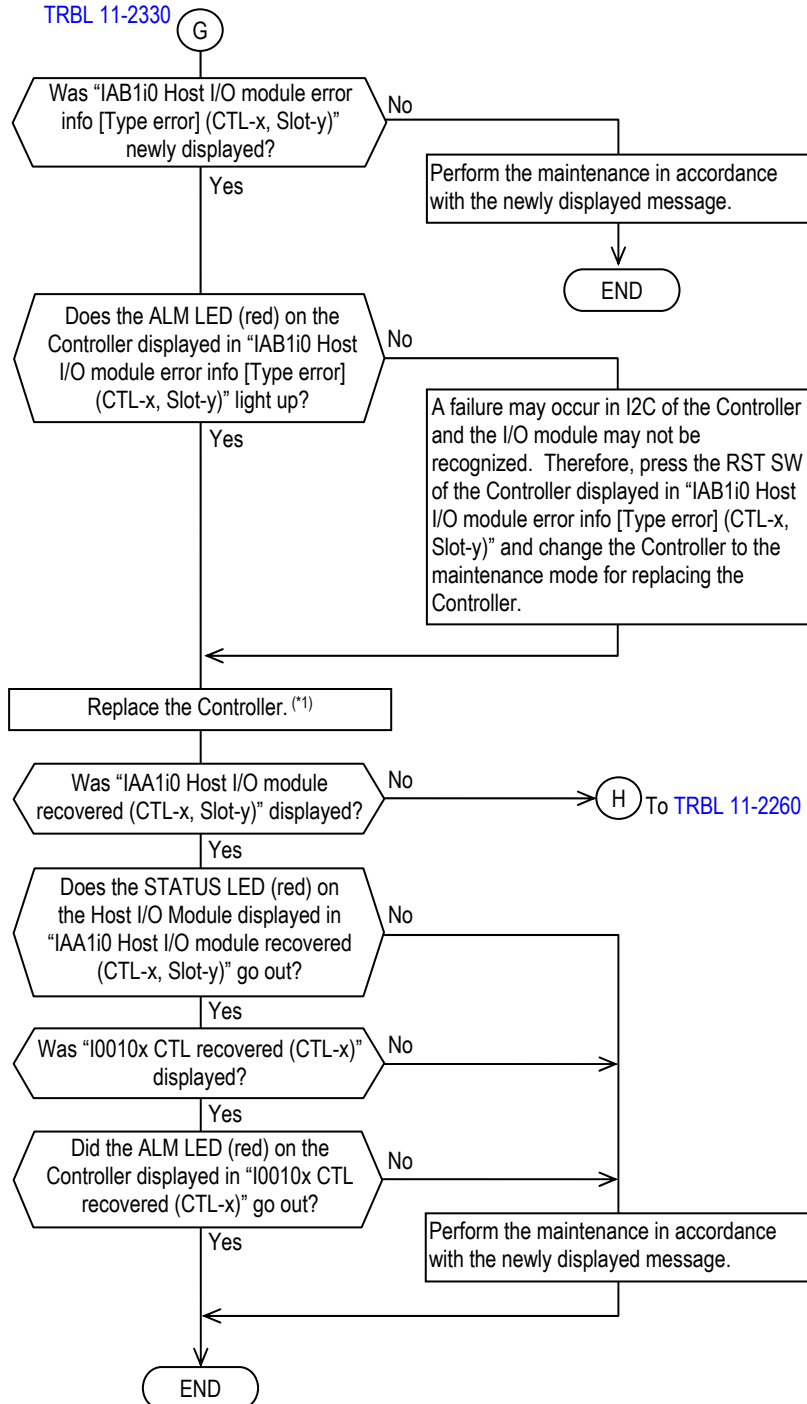 TRBL 11-2330
G
Was “IAB1i0 Host I/O module error
info [Type error] (CTL-x, Slot-y)”
newly displayed?
No
Yes
Perform the maintenance in accordance
with the newly displayed message.
END
Does the ALM LED (red) on the
Controller displayed in “IAB1i0 Host
I/O module error info [Type error]
(CTL-x, Slot-y)” light up?
No
Yes
A failure may occur in I2C of the Controller
and the I/O module may not be
recognized. Therefore, press the RST SW
of the Controller displayed in “IAB1i0 Host
I/O module error info [Type error] (CTL-x,
Slot-y)” and change the Controller to the
maintenance mode for replacing the
Controller.
Replace the Controller. (*1)
Was “IAA1i0 Host I/O module
recovered (CTL-x, Slot-y)” displayed?
No
H
To TRBL 11-2260
Yes
Does the STATUS LED (red) on
the Host I/O Module displayed in
“IAA1i0 Host I/O module recovered
(CTL-x, Slot-y)” go out?
No
Yes
Was “I0010x CTL recovered (CTL-x)”
displayed?
No
Yes
Did the ALM LED (red) on the
Controller displayed in “I0010x CTL
recovered (CTL-x)” go out?
No
Yes
Perform the maintenance in accordance
with the newly displayed message.
END